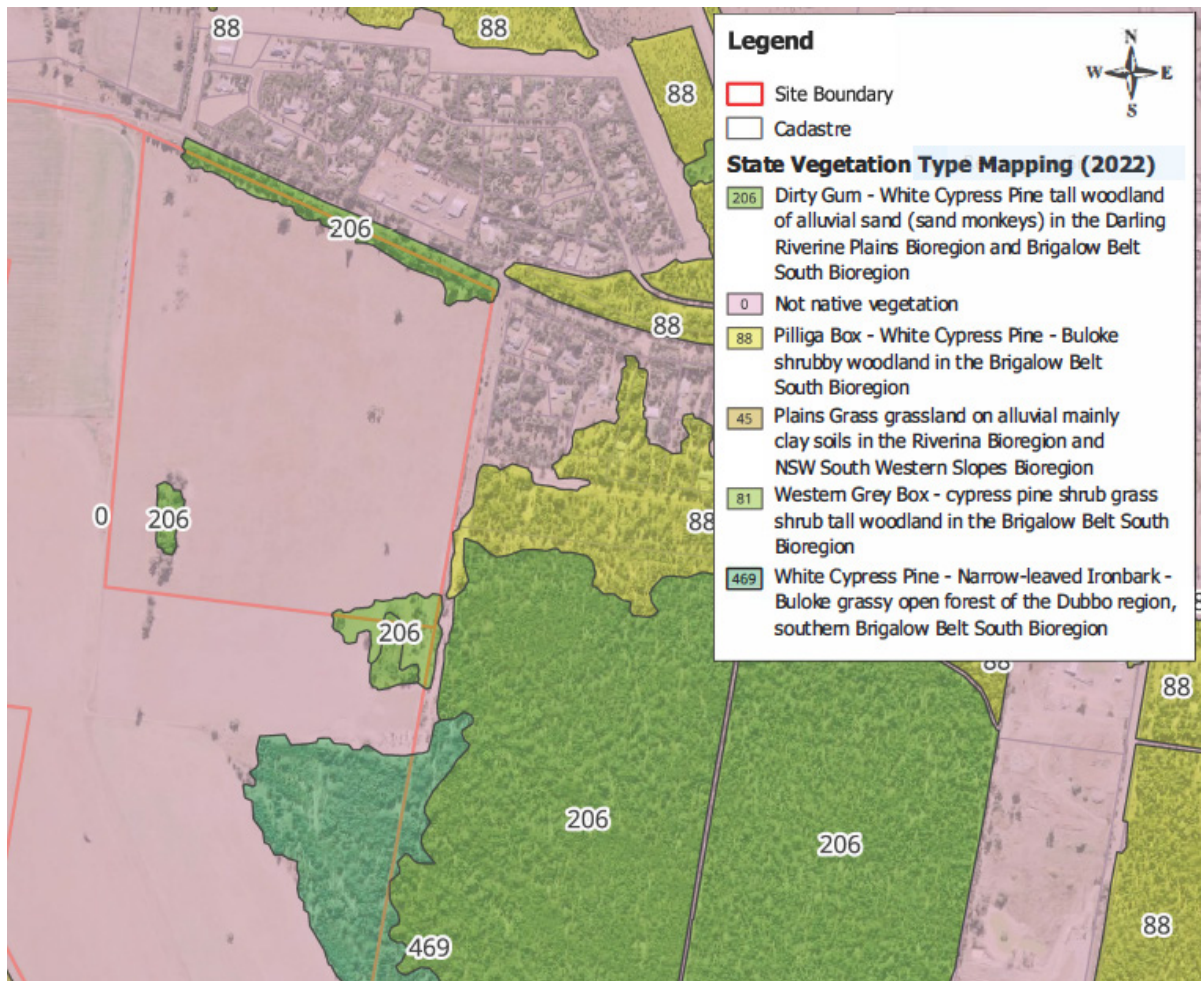 88
88
Legend
N
W
E
S
88
Site Boundary
Cadastre
State Vegetation Type Mapping (2022)
206 Dirty Gum - White Cypress Pine tall woodland
of alluvial sand (sand monkeys) in the Darling
Riverine Plains Bioregion and Brigalow Belt
South Bioregion
206
0 Not native vegetation
88
88 Pilliga Box - White Cypress Pine - Buloke
shrubby woodland in the Brigalow Belt
South Bioregion
45 Plains Grass grassland on alluvial mainly
clay soils in the Riverina Bioregion and
NSW South Western Slopes Bioregion
81 Western Grey Box - cypress pine shrub grass
shrub tall woodland in the Brigalow Belt South
Bioregion
0
206
88
469 White Cypress Pine - Narrow-leaved Ironbark -
Buloke grassy open forest of the Dubbo region,
southern Brigalow Belt South Bioregion
206
88
88
206
206
88
469